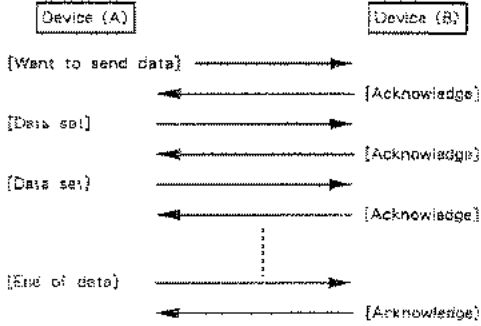 Device (A) Device (B)
[Want to send data]
[Acknowledge]
[Data set]
[Acknowledge]
[Data set]
[Acknowledge]
[End of data]
[Acknowledge]